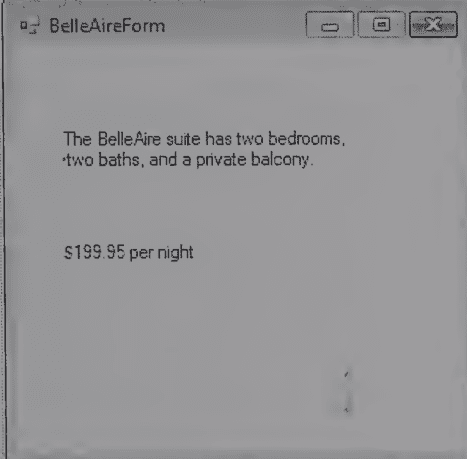 BelleAireForm
The BelleAire suite has two bedrooms,
two baths, and a private balcony.
$199.95 per night